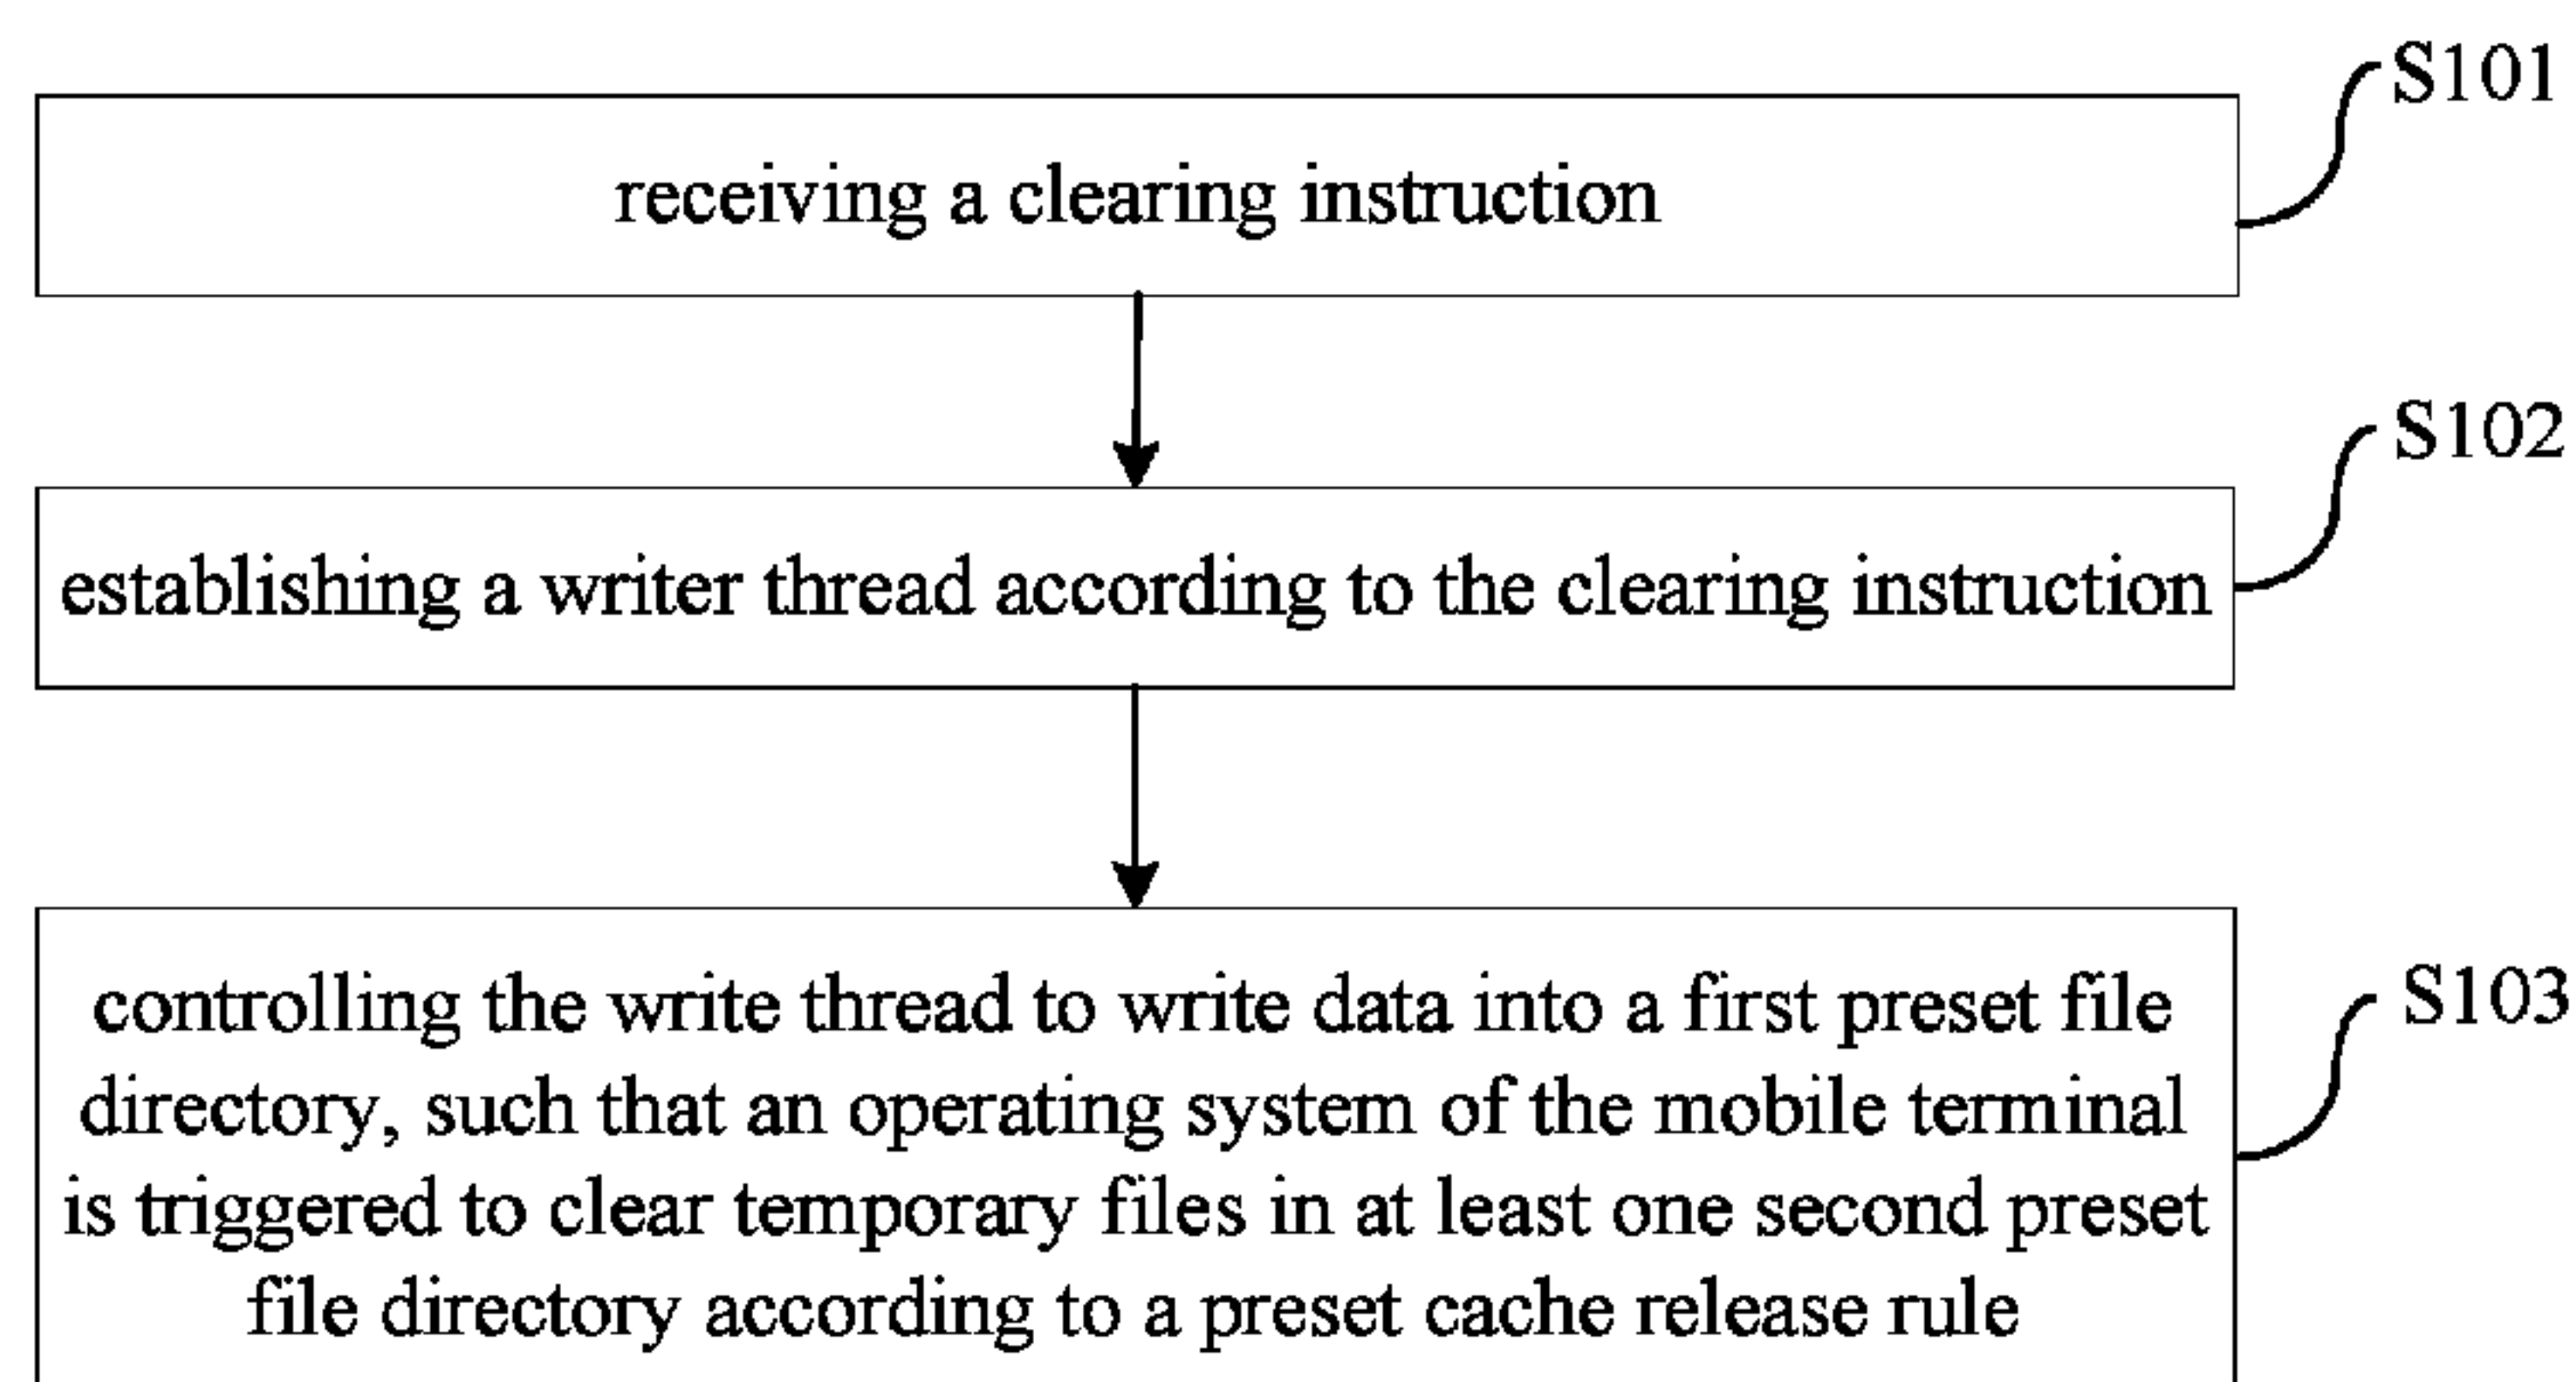 S101
receiving a clearing instruction
S102
establishing a writer thread according to the clearing instruction
S103
controlling the write thread to write data into a first preset file
directory, such that an operating system of the mobile terminal
is triggered to clear temporary files in at least one second preset
file directory according to a preset cache release rule